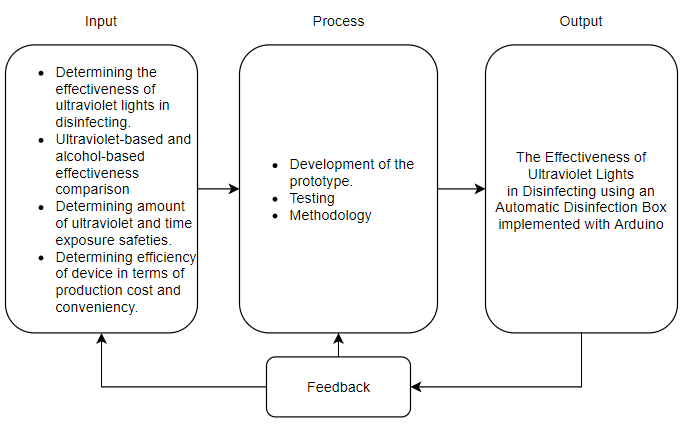 Input
Process
Output
• Determining the
effectiveness of
ultraviolet lights in
disinfecting.
• Ultraviolet-based and
alcohol-based
effectiveness
comparison
• Determining amount
of ultraviolet and time
exposure safeties.
• Determining efficiency
of device in terms of
production cost and
conveniency.
• Development of the
prototype.
• Testing
• Methodology
The Effectiveness of
Ultraviolet Lights
in Disinfecting using an
Automatic Disinfection Box
implemented with Arduino
Feedback